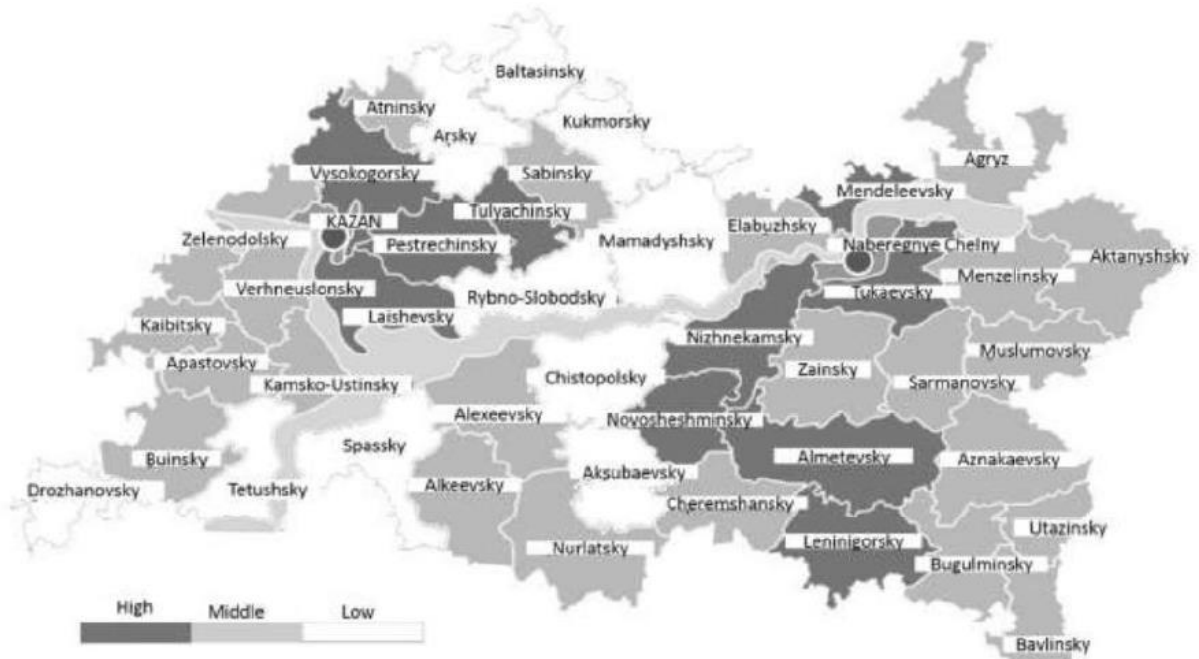 Baltasinsky
Atninsky
Kukmorsky
Arsky
Agryz
Vysokogorsky
Sabinsky
Mendeleevsky
Tulyachinsky
KAZAN
Elabuzhsky
Zelenodolsky
Pestrechinsky
Mamadyshsky
Naberegnye Chelny
Aktanyshsky
Menzelinsky
Verhneuslonsky
Rybno-Slobodsky
Tukaevsky
Laishevsky
Kaibitsky
Nizhnekamsky
Muslumovsky
Apastovsky
Zainsky
Chistopolsky
Kamsko-Ustinsky
Sarmanovsky
Alexeevsky
Novosheshminsky
Spassky
Buinsky
Almetevsky
Aznakaevsky
Aksubaevsky
Alkeevsky
Drozhanovsky
Tetushsky
Cheremshansky
Utazinsky
Leninigorsky
Nurlatsky
Bugulminsky
High Middle Low
Bavlinsky